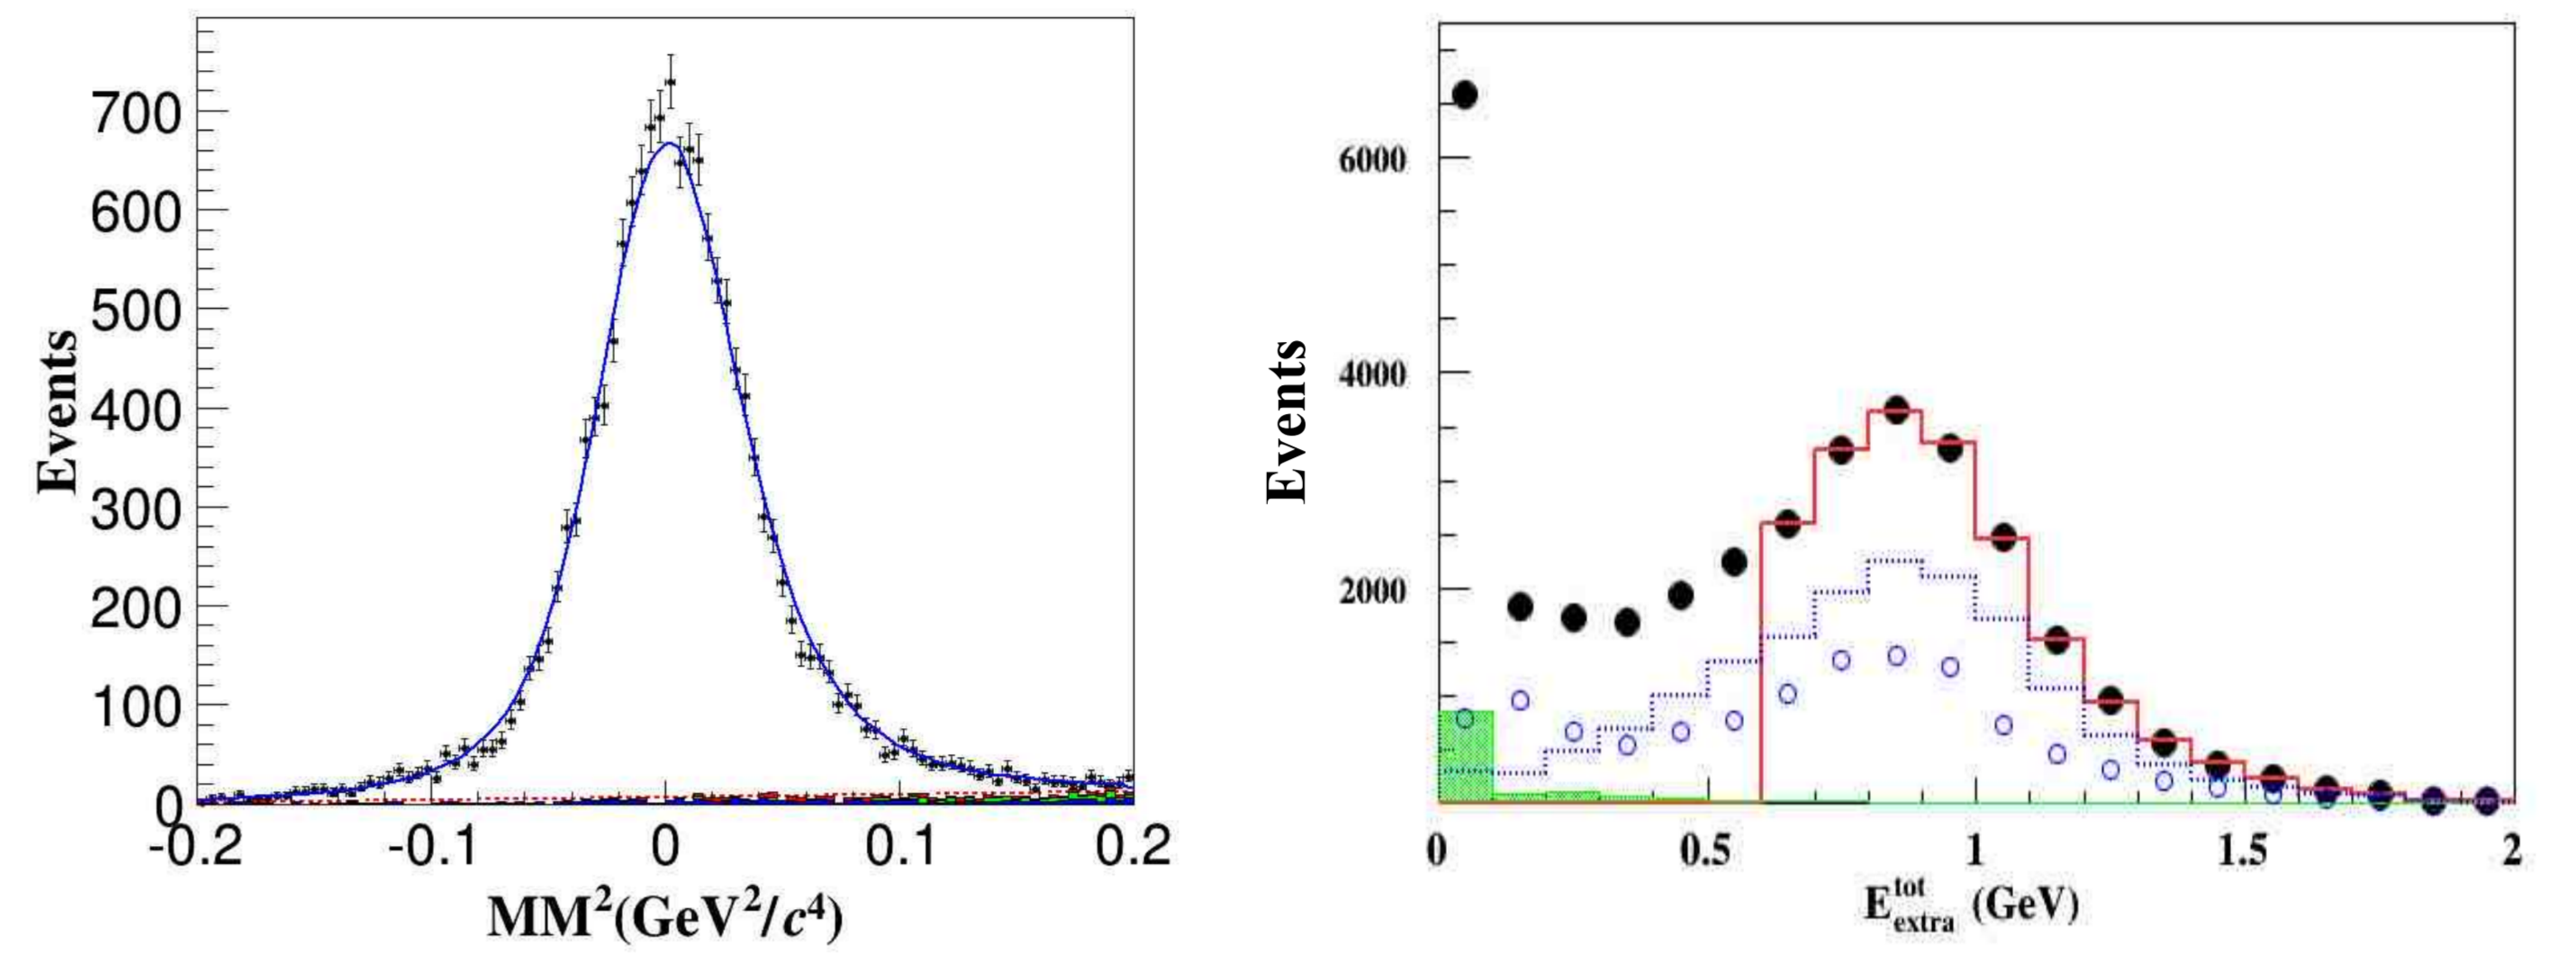 Events
700
600
500
400
300
200
100
0
-0.2 -0.1 0 0.1 0.2
MM²(GeV²/c⁴)
Events
6000
4000
2000
0 0.5 1 1.5 2
E^tot_extra (GeV)